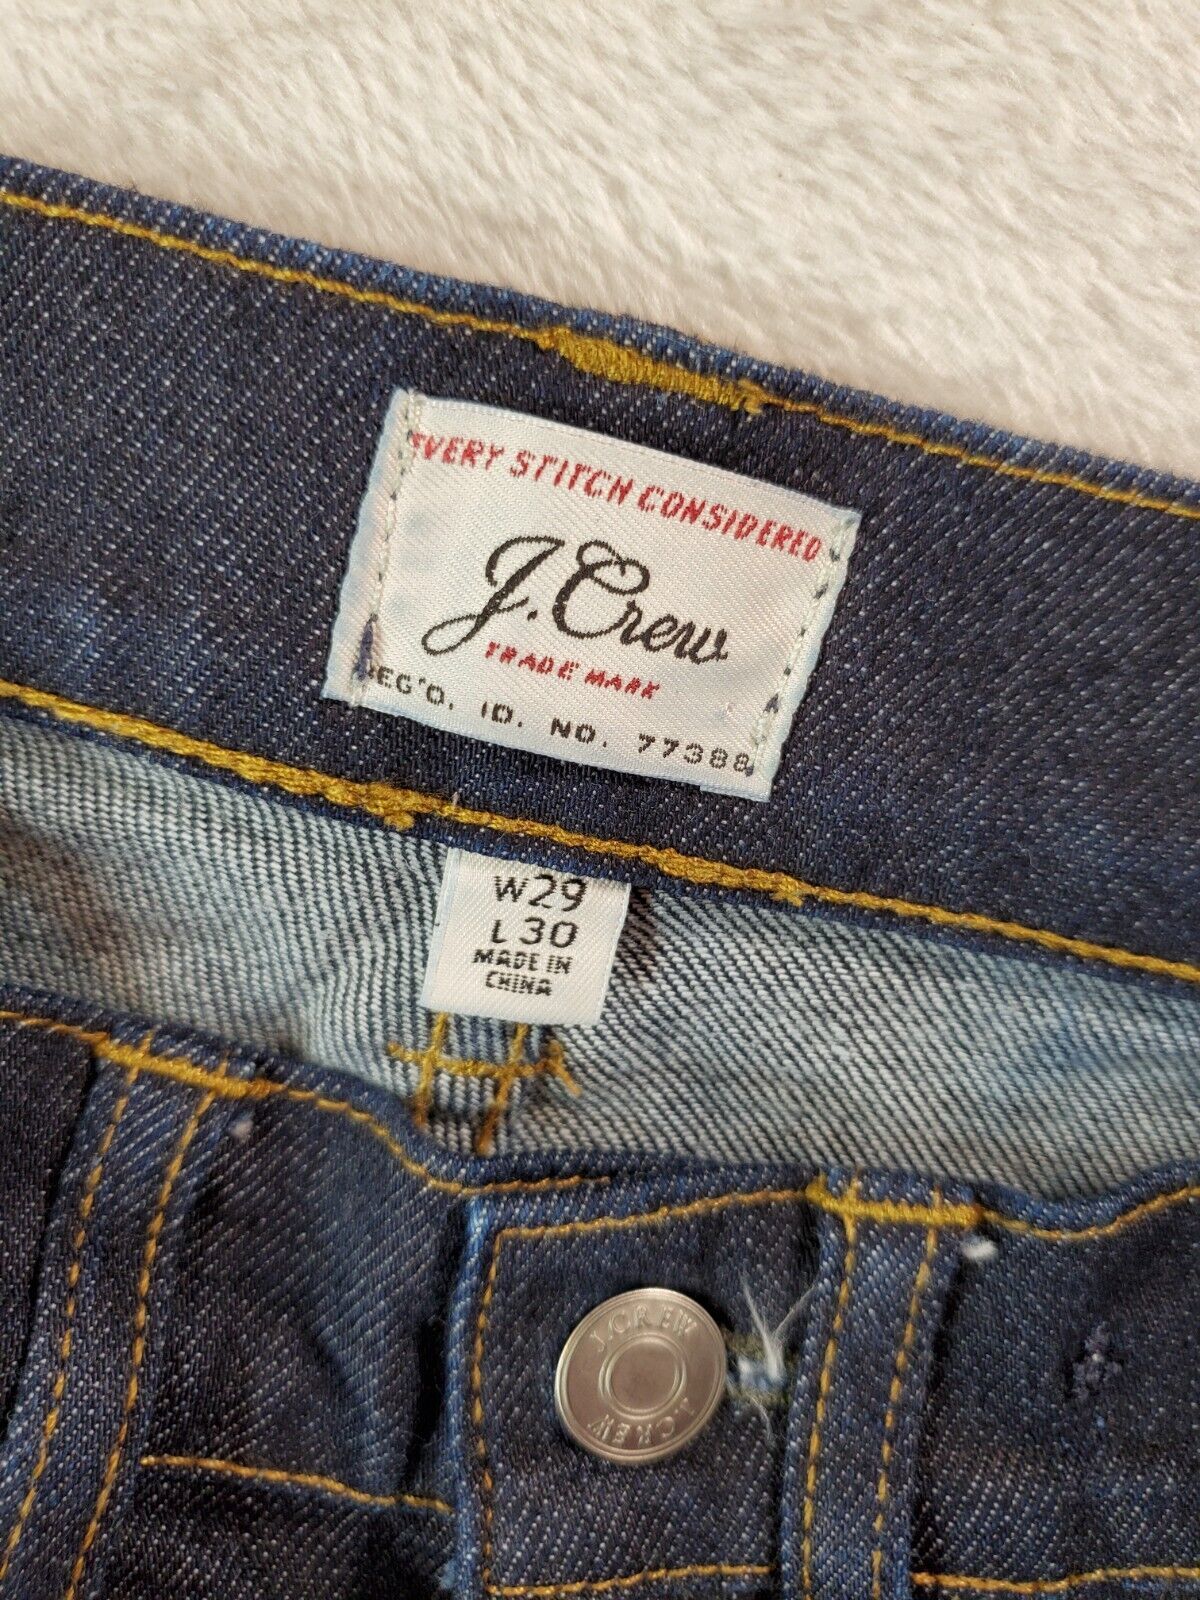 EVERY STITCH CONSIDERED
J.Crew
TRADE MARK
REG'D. ID. NO. 77388
W29
L30
MADE IN
CHINA
J.CREW
J.CREW